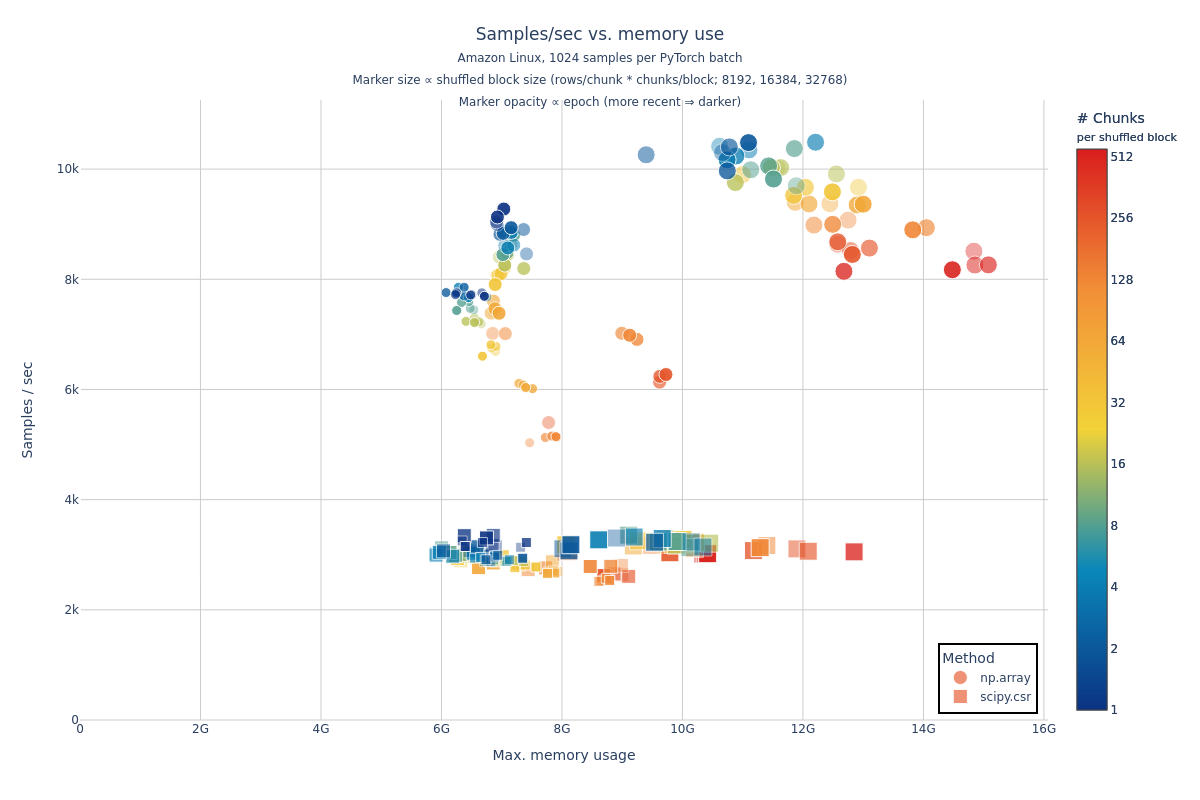 Samples/sec vs. memory use
Amazon Linux, 1024 samples per PyTorch batch
Marker size ∝ shuffled block size (rows/chunk * chunks/block; 8192, 16384, 32768)
Marker opacity ∝ epoch (more recent ⇒ darker)
# Chunks
per shuffled block
512
256
128
64
32
16
8
4
2
1
10k
8k
6k
4k
2k
0
Samples / sec
0
2G
4G
6G
8G
10G
12G
14G
16G
Max. memory usage
Method
np.array
scipy.csr